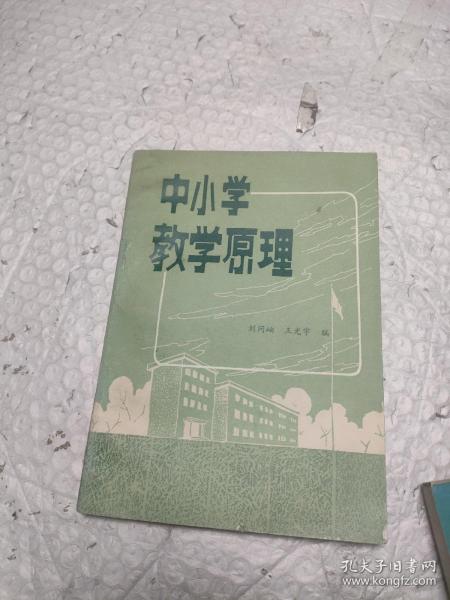 中小学
教学原理
刘问岫 王光宇 编
孔夫子旧书网
www.kongfz.com